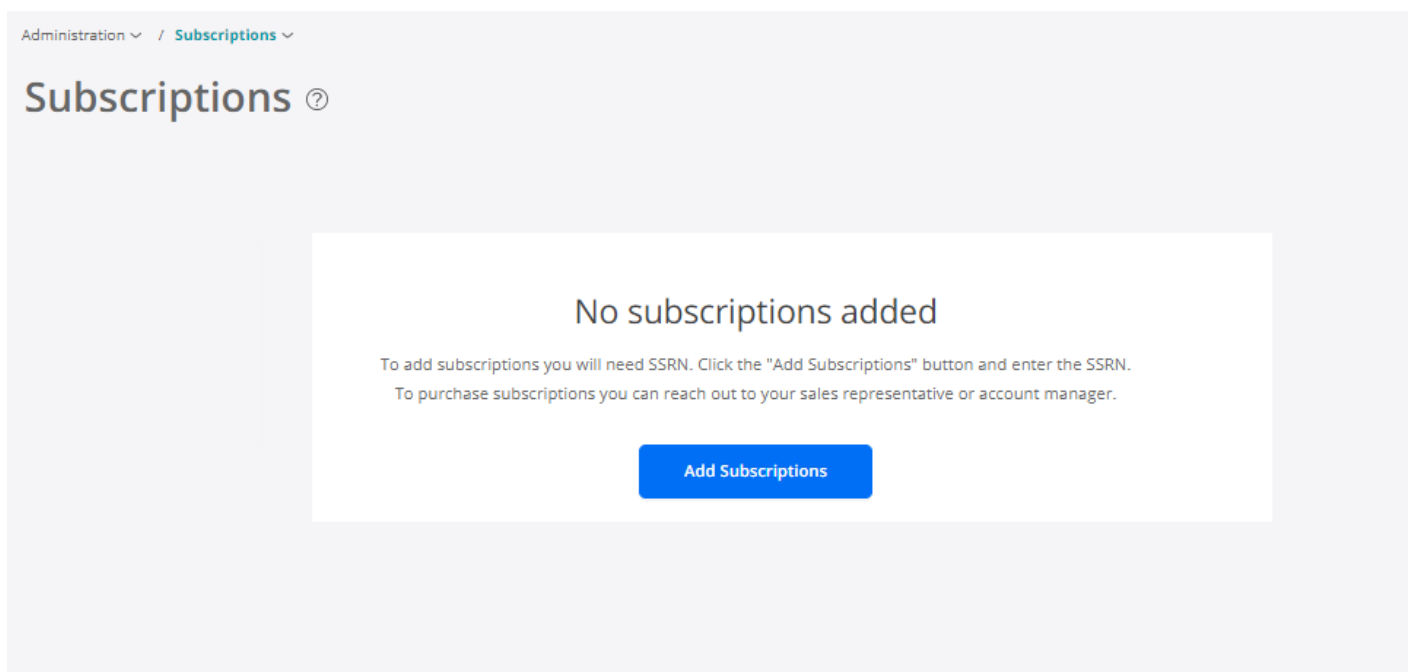 Administration / Subscriptions
Subscriptions ?
No subscriptions added
To add subscriptions you will need SSRN. Click the "Add Subscriptions" button and enter the SSRN.
To purchase subscriptions you can reach out to your sales representative or account manager.
Add Subscriptions